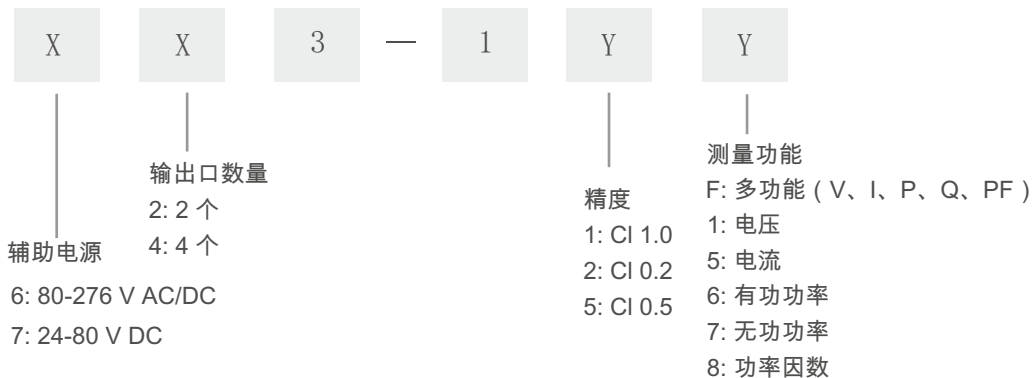 X X 3 — 1 Y Y
辅助电源
6: 80-276 V AC/DC
7: 24-80 V DC
输出口数量
2: 2 个
4: 4 个
精度
1: Cl 1.0
2: Cl 0.2
5: Cl 0.5
测量功能
F: 多功能 ( V、I、P、Q、PF )
1: 电压
5: 电流
6: 有功功率
7: 无功功率
8: 功率因数